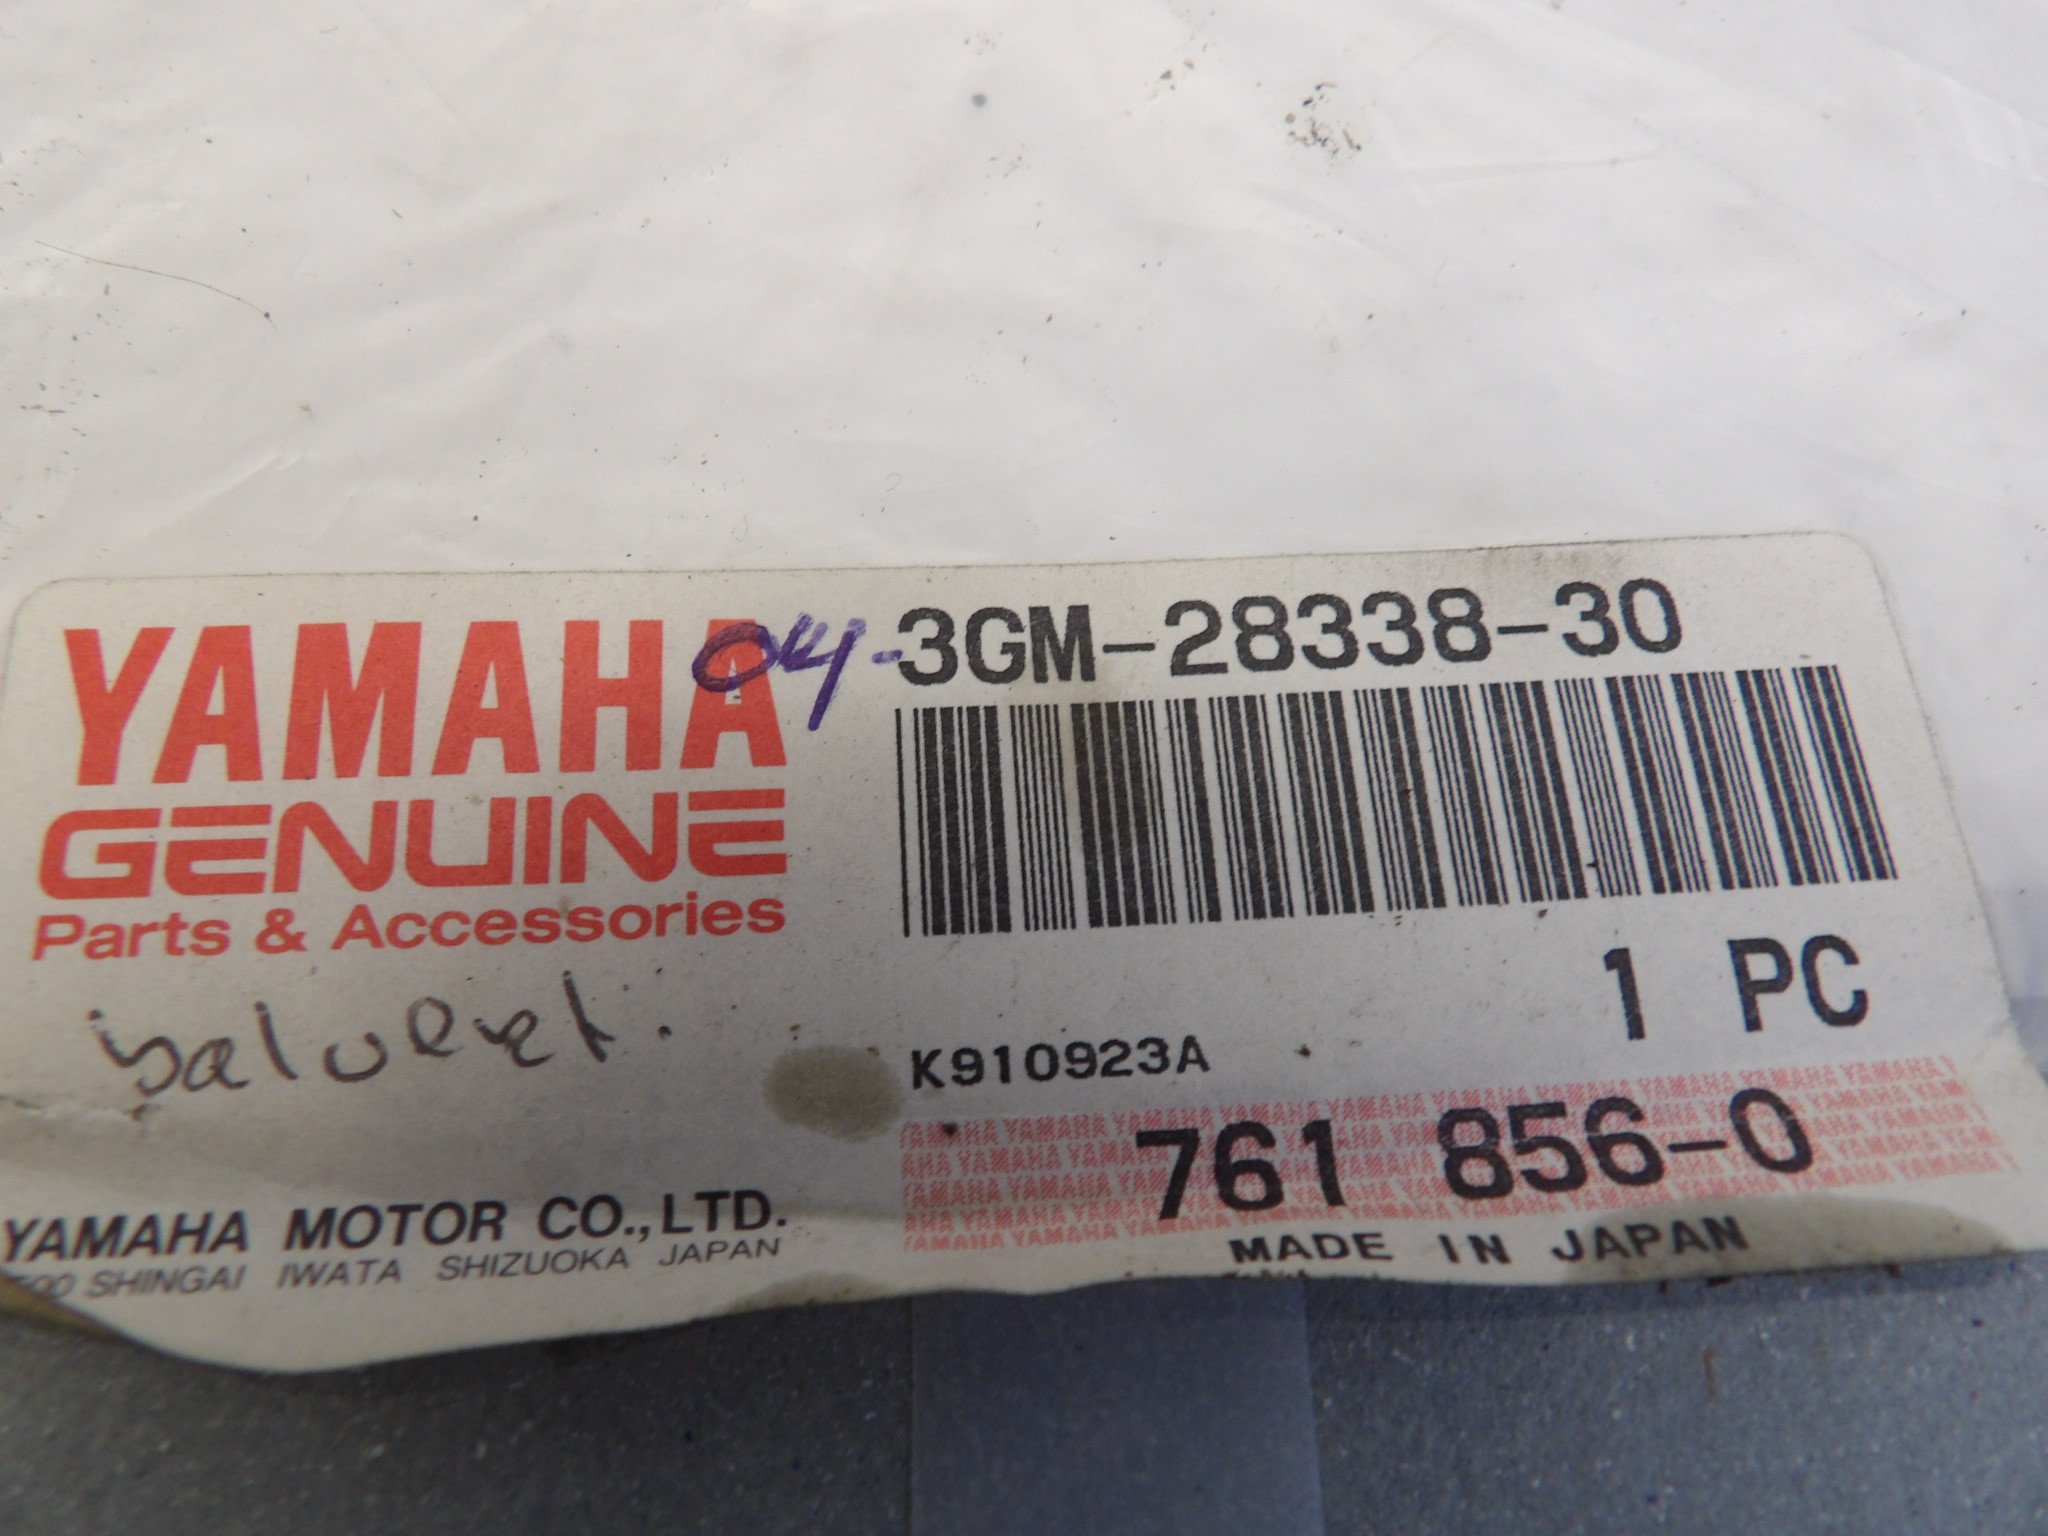 YAMAHA
GENUINE
Parts & Accessories
04-3GM-28338-30
1 PC
K910923A
761 856-0
MADE IN JAPAN
YAMAHA MOTOR CO.,LTD.
SHINGAI IWATA SHIZUOKA JAPAN